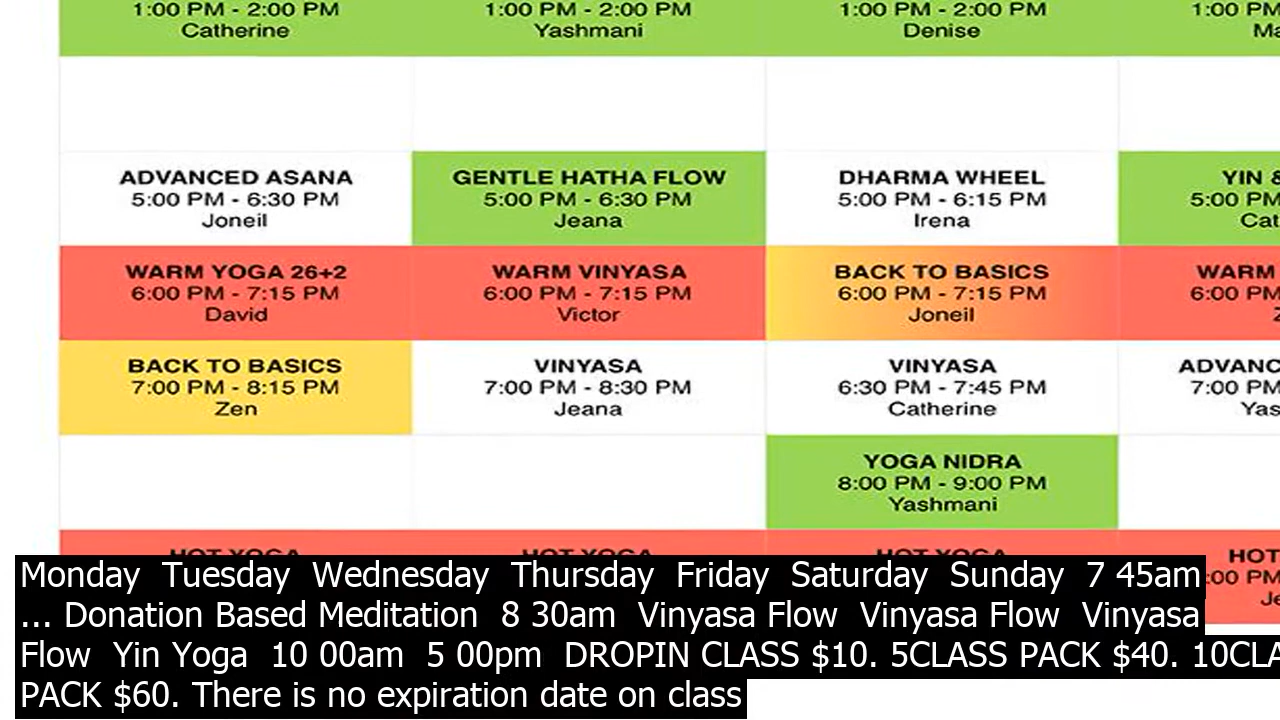 1:00 PM - 2:00 PM 1:00 PM - 2:00 PM 1:00 PM - 2:00 PM 1:00 PM
Catherine Yashmani Denise
ADVANCED ASANA GENTLE HATHA FLOW DHARMA WHEEL YIN &
5:00 PM - 6:30 PM 5:00 PM - 6:30 PM 5:00 PM - 6:15 PM 5:00 PM
Joneil Jeana Irena
WARM YOGA 26+2 WARM VINYASA BACK TO BASICS WARM
6:00 PM - 7:15 PM 6:00 PM - 7:15 PM 6:00 PM - 7:15 PM 6:00 PM
David Victor Joneil
BACK TO BASICS VINYASA VINYASA
7:00 PM - 8:15 PM 7:00 PM - 8:30 PM 6:30 PM - 7:45 PM 7:00 PM
Zen Jeana Catherine
YOGA NIDRA
8:00 PM - 9:00 PM
Yashmani
HOT YOGA HOT YOGA HOT YOGA HOT
Monday Tuesday Wednesday Thursday Friday Saturday Sunday 7 45am
... Donation Based Meditation 8 30am Vinyasa Flow Vinyasa Flow Vinyasa
Flow Yin Yoga 10 00am 5 00pm DROPIN CLASS $10. 5CLASS PACK $40. 10CLA
PACK $60. There is no expiration date on class